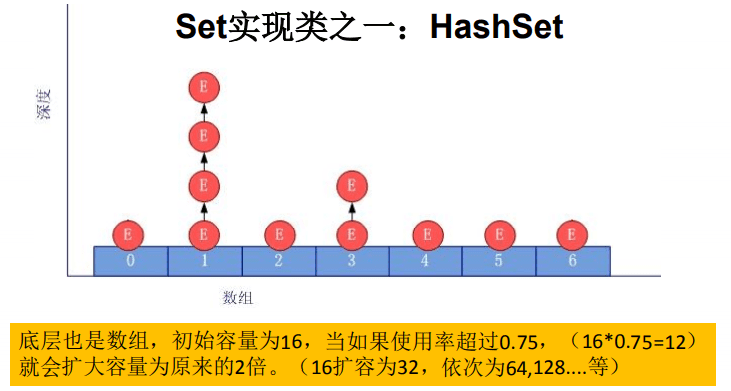 Set实现类之一：HashSet
深度
E
E
E
E
E
E E E E E E
0 1 2 3 4 5 6
数组
底层也是数组，初始容量为16，当如果使用率超过0.75，（16*0.75=12）
就会扩大容量为原来的2倍。（16扩容为32，依次为64,128....等）